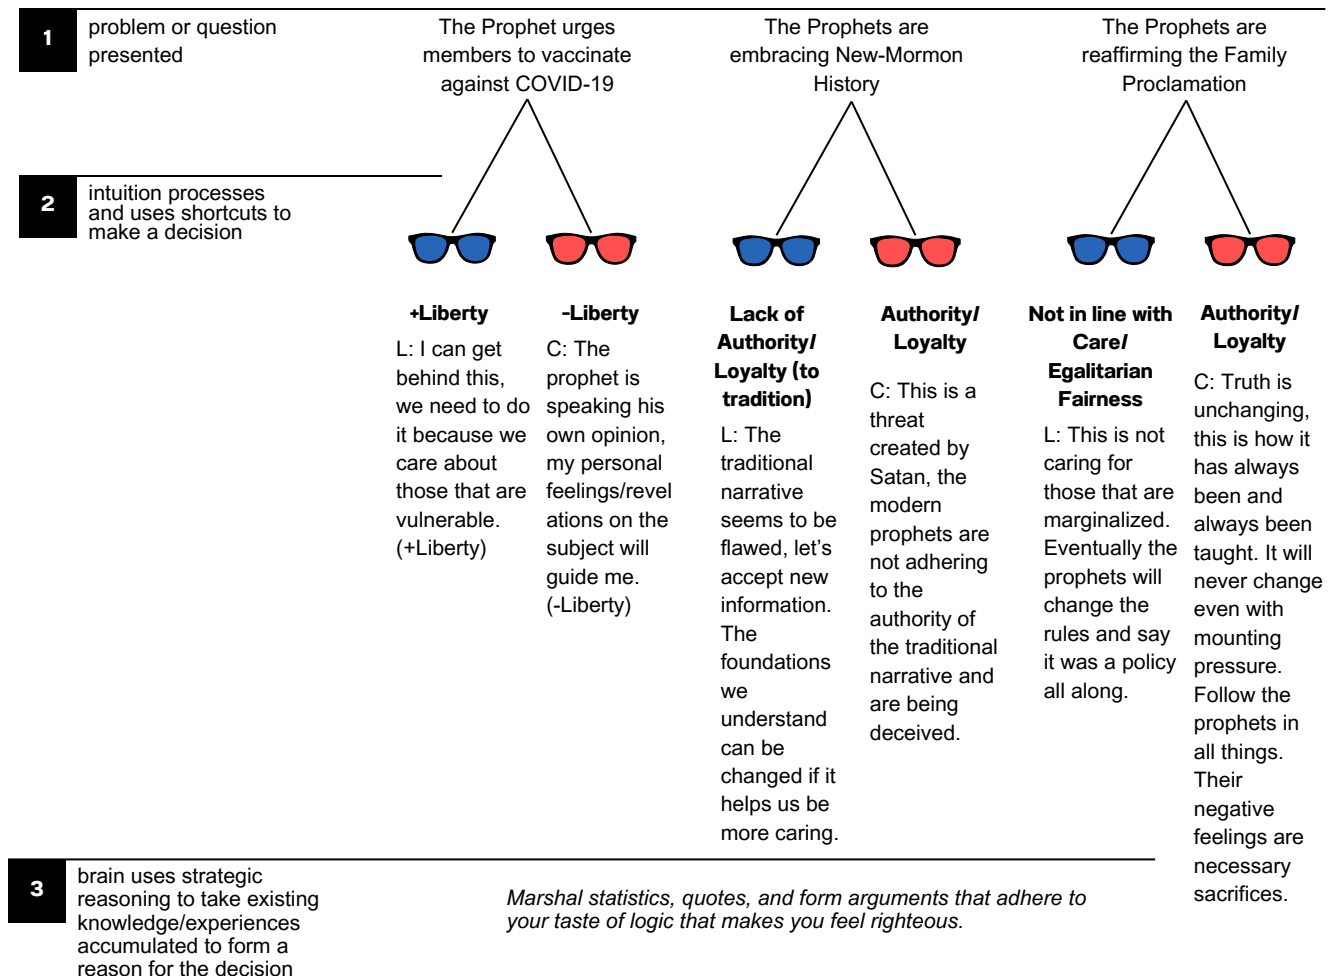 1
problem or question
presented
The Prophet urges
members to vaccinate
against COVID-19
The Prophets are
embracing New-Mormon
History
The Prophets are
reaffirming the Family
Proclamation
2
intuition processes
and uses shortcuts to
make a decision
+Liberty
L: I can get
behind this,
we need to do
it because we
care about
those that are
vulnerable.
(+Liberty)
-Liberty
C: The
prophet is
speaking his
own opinion,
my personal
feelings/revel
ations on the
subject will
guide me.
(-Liberty)
Lack of
Authority/
Loyalty (to
tradition)
L: The
traditional
narrative
seems to be
flawed, let's
accept new
information.
The
foundations
we
understand
can be
changed if it
helps us be
more caring.
Authority/
Loyalty
C: This is a
threat
created by
Satan, the
modern
prophets are
not adhering
to the
authority of
the traditional
narrative and
are being
deceived.
Not in line with
Care/
Egalitarian
Fairness
L: This is not
caring for
those that are
marginalized.
Eventually the
prophets will
change the
rules and say
it was a policy
all along.
Authority/
Loyalty
C: Truth is
unchanging,
this is how it
has always
been and
always been
taught. It will
never change
even with
mounting
pressure.
Follow the
prophets in
all things.
Their
negative
feelings are
necessary
sacrifices.
3
brain uses strategic
reasoning to take existing
knowledge/experiences
accumulated to form a
reason for the decision
Marshal statistics, quotes, and form arguments that adhere to
your taste of logic that makes you feel righteous.